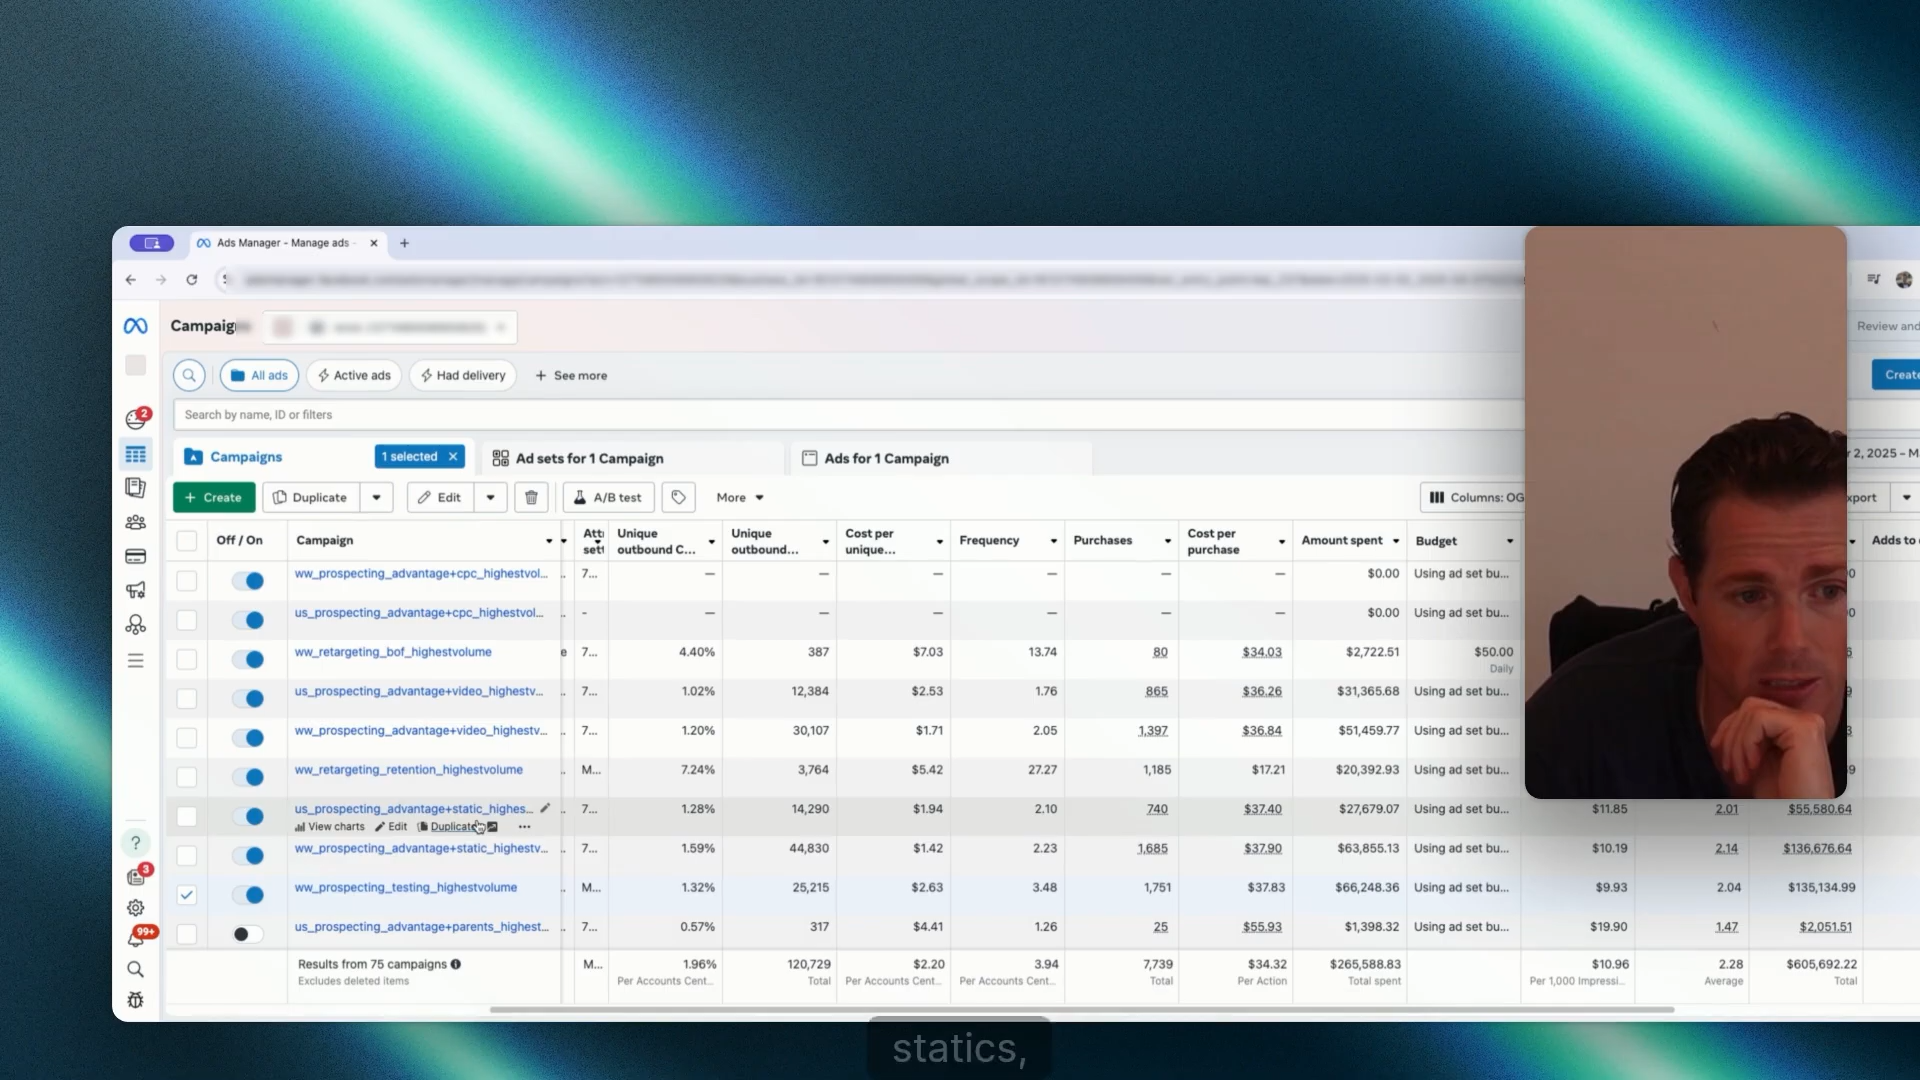 Ads Manager - Manage ads -
Campaig
Review and
All ads
Active ads
Had delivery
See more
Create
Search by name, ID or filters
Campaigns
1 selected
Ad sets for 1 Campaign
Ads for 1 Campaign
2, 2025 – M
Create
Duplicate
Edit
A/B test
More
Columns: OG
xport
Off / On
Campaign
Att
sett
Unique
outbound C...
Unique
outbound...
Cost per
unique...
Frequency
Purchases
Cost per
purchase
Amount spent
Budget
Adds to
ww_prospecting_advantage+cpc_highestvol... 7... — — — — — — $0.00 Using ad set bu...
us_prospecting_advantage+cpc_highestvol... - — — — — — — $0.00 Using ad set bu...
ww_retargeting_bof_highestvolume 7... 4.40% 387 $7.03 13.74 80 $34.03 $2,722.51 $50.00
Daily
us_prospecting_advantage+video_highestv... 7... 1.02% 12,384 $2.53 1.76 865 $36.26 $31,365.68 Using ad set bu...
ww_prospecting_advantage+video_highestv... 7... 1.20% 30,107 $1.71 2.05 1,397 $36.84 $51,459.77 Using ad set bu...
ww_retargeting_retention_highestvolume M... 7.24% 3,764 $5.42 27.27 1,185 $17.21 $20,392.93 Using ad set bu...
us_prospecting_advantage+static_highes... 7... 1.28% 14,290 $1.94 2.10 740 $37.40 $27,679.07 Using ad set bu... $11.85 2.01 $55,580.64
View charts Edit Duplicate
ww_prospecting_advantage+static_highestv... 7... 1.59% 44,830 $1.42 2.23 1,685 $37.90 $63,855.13 Using ad set bu... $10.19 2.14 $136,676.64
ww_prospecting_testing_highestvolume M... 1.32% 25,215 $2.63 3.48 1,751 $37.83 $66,248.36 Using ad set bu... $9.93 2.04 $135,134.99
us_prospecting_advantage+parents_highest... 7... 0.57% 317 $4.41 1.26 25 $55.93 $1,398.32 Using ad set bu... $19.90 1.47 $2,051.51
Results from 75 campaigns M... 1.96% 120,729 $2.20 3.94 7,739 $34.32 $265,588.83 $10.96 2.28 $605,692.22
Excludes deleted items Per Accounts Cent... Total Per Accounts Cent... Per Accounts Cent... Total Per Action Total spent Per 1,000 Impressi... Average Total
2
3
99+
statics,